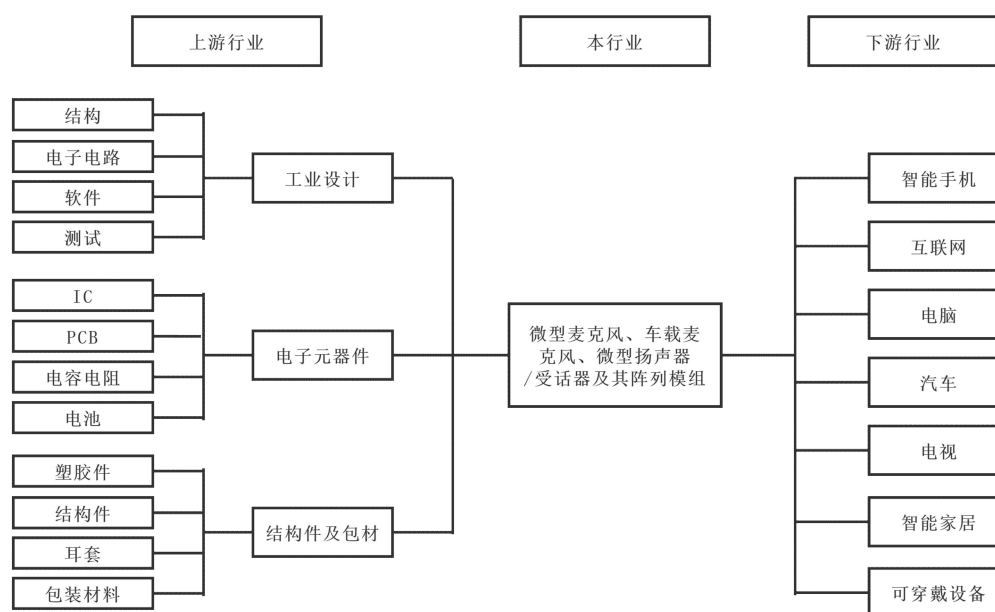 上游行业
本行业
下游行业
结构
电子电路
软件
测试
工业设计
IC
PCB
电容电阻
电池
电子元器件
塑胶件
结构件
耳套
包装材料
结构件及包材
微型麦克风、车载麦
克风、微型扬声器
/受话器及其阵列模组
智能手机
互联网
电脑
汽车
电视
智能家居
可穿戴设备